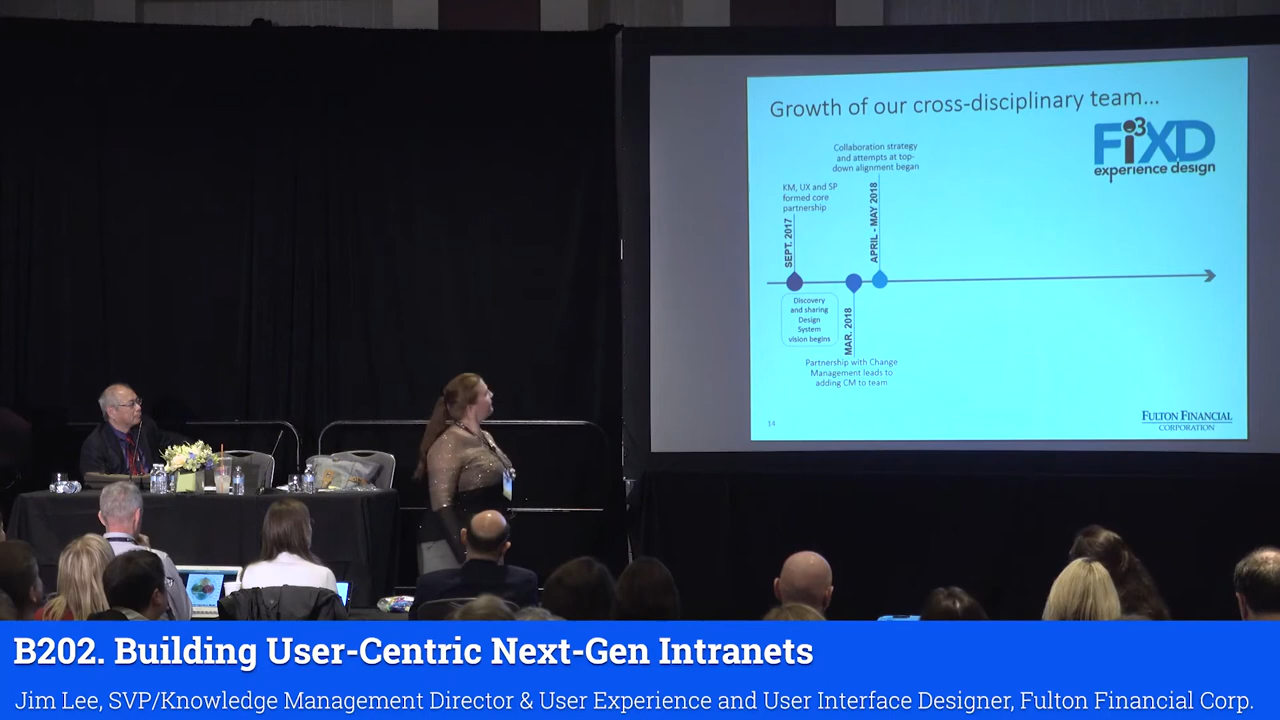 Growth of our cross-disciplinary team...
Fi³XD
experience design
Collaboration strategy
and attempts at top-
down alignment began
KM, UX and SP
formed core
partnership
SEPT. 2017
APRIL - MAY 2018
Discovery
and sharing
Design
System
vision begins
MAR. 2018
Partnership with Change
Management leads to
adding CM to team
14
FULTON FINANCIAL
CORPORATION
B202. Building User-Centric Next-Gen Intranets
Jim Lee, SVP/Knowledge Management Director & User Experience and User Interface Designer, Fulton Financial Corp.